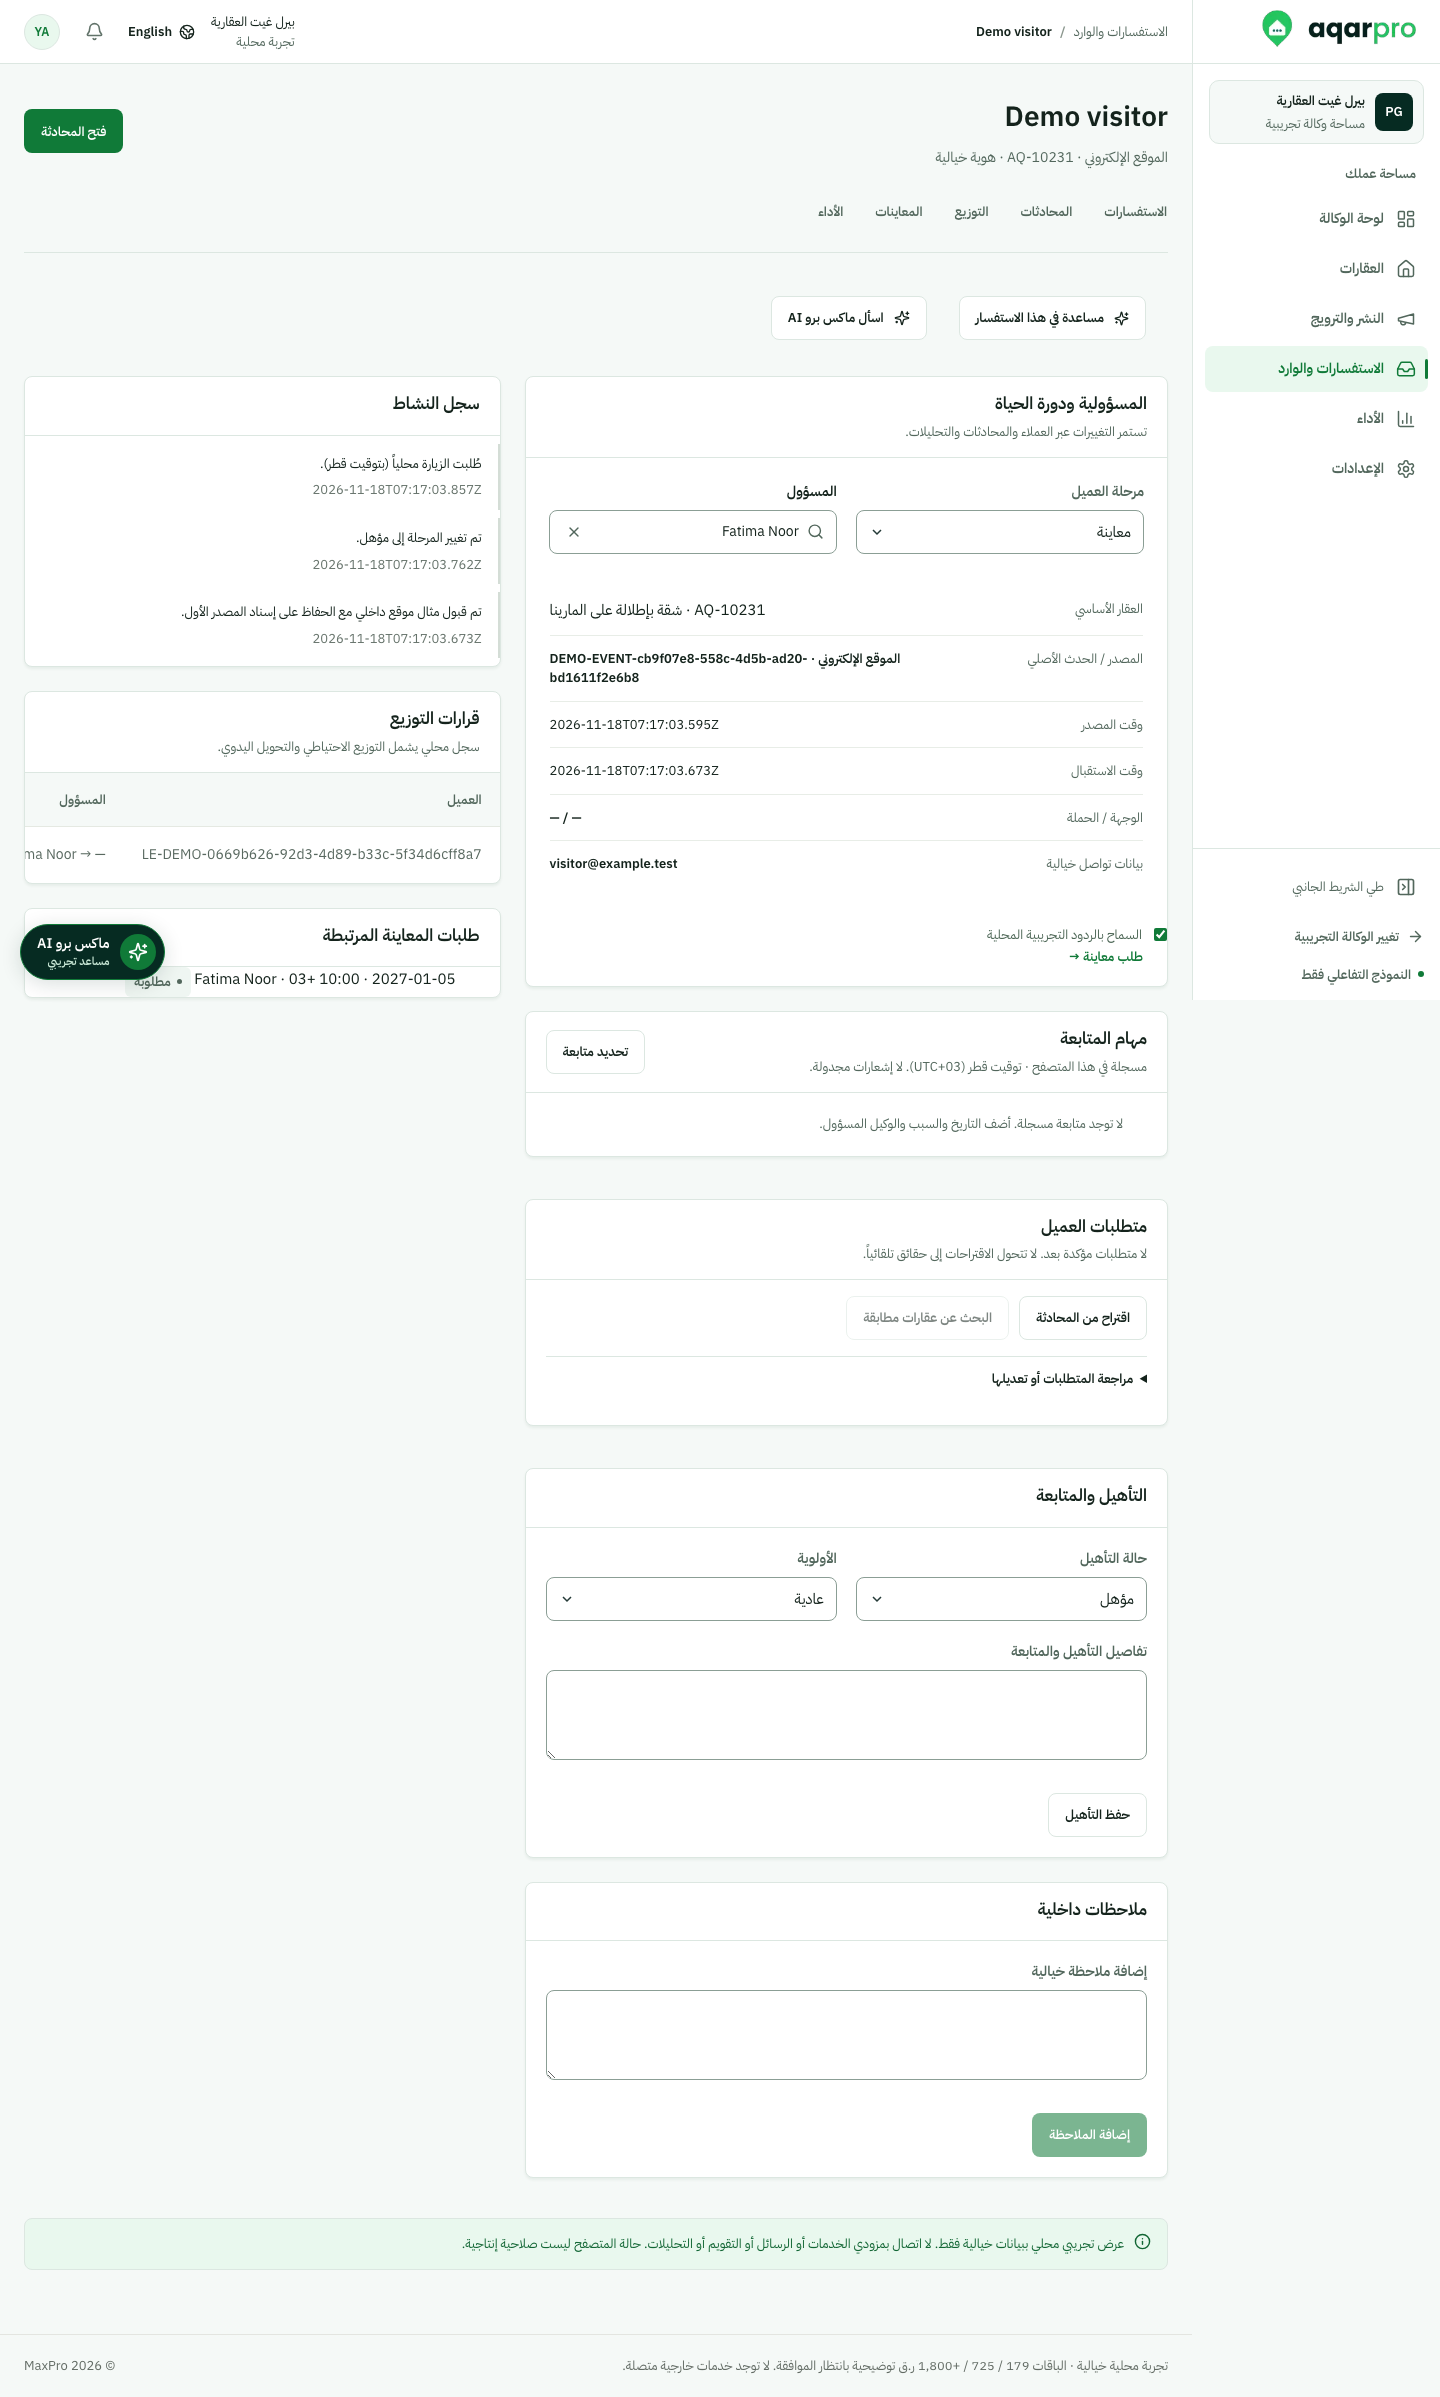 aqarpro
بيرل غيت العقارية
مساحة وكالة تجريبية
PG
مساحة عملك
لوحة الوكالة
العقارات
النشر والترويج
الاستفسارات والوارد
الأداء
الإعدادات
طي الشريط الجانبي
تغيير الوكالة التجريبية
النموذج التفاعلي فقط
الاستفسارات والوارد / Demo visitor
بيرل غيت العقارية
تجربة محلية
English
YA
Demo visitor
الموقع الإلكتروني · AQ-10231 · هوية خيالية
فتح المحادثة
الاستفسارات
المحادثات
التوزيع
المعاينات
الأداء
مساعدة في هذا الاستفسار
اسأل ماكس برو AI
المسؤولية ودورة الحياة
تستمر التغييرات عبر العملاء والمحادثات والتحليلات.
مرحلة العميل
معاينة
المسؤول
Fatima Noor
العقار الأساسي
AQ-10231 · شقة بإطلالة على المارينا
المصدر / الحدث الأصلي
الموقع الإلكتروني · DEMO-EVENT-cb9f07e8-558c-4d5b-ad20-
bd1611f2e6b8
وقت المصدر
2026-11-18T07:17:03.595Z
وقت الاستقبال
2026-11-18T07:17:03.673Z
الوجهة / الحملة
— / —
بيانات تواصل خيالية
visitor@example.test
السماح بالردود التجريبية المحلية
طلب معاينة →
مهام المتابعة
مسجلة في هذا المتصفح · توقيت قطر (UTC+03). لا إشعارات مجدولة.
تحديد متابعة
لا توجد متابعة مسجلة. أضف التاريخ والسبب والوكيل المسؤول.
متطلبات العميل
لا متطلبات مؤكدة بعد. لا تتحول الاقتراحات إلى حقائق تلقائياً.
اقتراح من المحادثة
البحث عن عقارات مطابقة
مراجعة المتطلبات أو تعديلها
التأهيل والمتابعة
حالة التأهيل
مؤهل
الأولوية
عادية
تفاصيل التأهيل والمتابعة
حفظ التأهيل
ملاحظات داخلية
إضافة ملاحظة خيالية
إضافة الملاحظة
سجل النشاط
طُلبت الزيارة محلياً (بتوقيت قطر).
2026-11-18T07:17:03.857Z
تم تغيير المرحلة إلى مؤهل.
2026-11-18T07:17:03.762Z
تم قبول مثال موقع داخلي مع الحفاظ على إسناد المصدر الأول.
2026-11-18T07:17:03.673Z
قرارات التوزيع
سجل محلي يشمل التوزيع الاحتياطي والتحويل اليدوي.
العميل
المسؤول
LE-DEMO-0669b626-92d3-4d89-b33c-5f34d6cff8a7
— → ma Noor
طلبات المعاينة المرتبطة
2027-01-05 · 10:00 +03 · Fatima Noor
مطلوبة
ماكس برو AI
مساعد تجريبي
عرض تجريبي محلي ببيانات خيالية فقط. لا اتصال بمزودي الخدمات أو الرسائل أو التقويم أو التحليلات. حالة المتصفح ليست صلاحية إنتاجية.
تجربة محلية خيالية · الباقات 179 / 725 / +1,800 ر.ق توضيحية بانتظار الموافقة. لا توجد خدمات خارجية متصلة.
© 2026 MaxPro